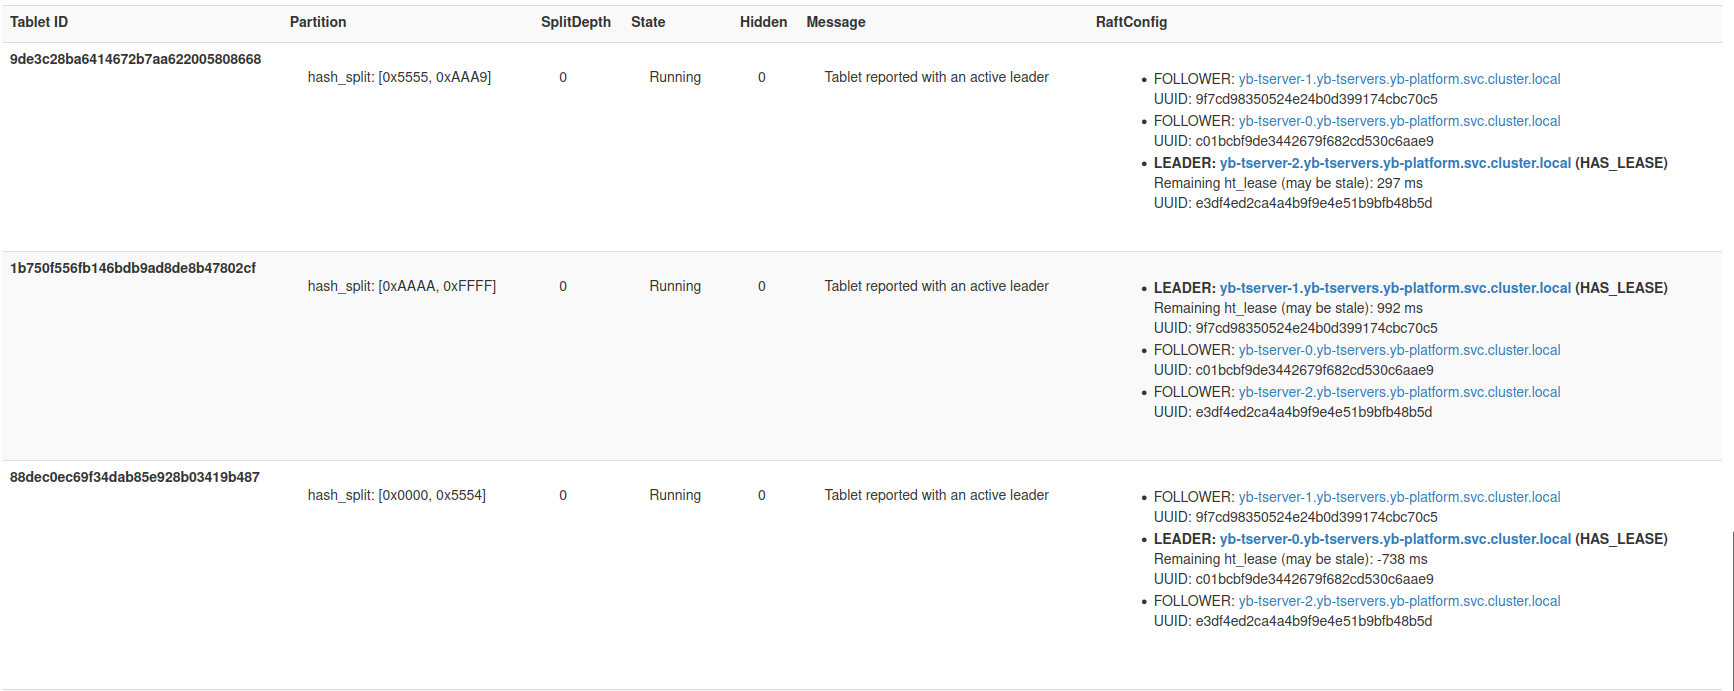 Tablet ID Partition SplitDepth State Hidden Message RaftConfig
9de3c28ba6414672b7aa622005808668
hash_split: [0x5555, 0xAAA9] 0 Running 0 Tablet reported with an active leader
• FOLLOWER: yb-tserver-1.yb-tservers.yb-platform.svc.cluster.local
UUID: 9f7cd98350524e24b0d399174cbc70c5
• FOLLOWER: yb-tserver-0.yb-tservers.yb-platform.svc.cluster.local
UUID: c01bcbf9de3442679f682cd530c6aae9
• LEADER: yb-tserver-2.yb-tservers.yb-platform.svc.cluster.local (HAS_LEASE)
Remaining ht_lease (may be stale): 297 ms
UUID: e3df4ed2ca4a4b9f9e4e51b9bfb48b5d
1b750f556fb146bdb9ad8de8b47802cf
hash_split: [0xAAAA, 0xFFFF] 0 Running 0 Tablet reported with an active leader
• LEADER: yb-tserver-1.yb-tservers.yb-platform.svc.cluster.local (HAS_LEASE)
Remaining ht_lease (may be stale): 992 ms
UUID: 9f7cd98350524e24b0d399174cbc70c5
• FOLLOWER: yb-tserver-0.yb-tservers.yb-platform.svc.cluster.local
UUID: c01bcbf9de3442679f682cd530c6aae9
• FOLLOWER: yb-tserver-2.yb-tservers.yb-platform.svc.cluster.local
UUID: e3df4ed2ca4a4b9f9e4e51b9bfb48b5d
88dec0ec69f34dab85e928b03419b487
hash_split: [0x0000, 0x5554] 0 Running 0 Tablet reported with an active leader
• FOLLOWER: yb-tserver-1.yb-tservers.yb-platform.svc.cluster.local
UUID: 9f7cd98350524e24b0d399174cbc70c5
• LEADER: yb-tserver-0.yb-tservers.yb-platform.svc.cluster.local (HAS_LEASE)
Remaining ht_lease (may be stale): -738 ms
UUID: c01bcbf9de3442679f682cd530c6aae9
• FOLLOWER: yb-tserver-2.yb-tservers.yb-platform.svc.cluster.local
UUID: e3df4ed2ca4a4b9f9e4e51b9bfb48b5d